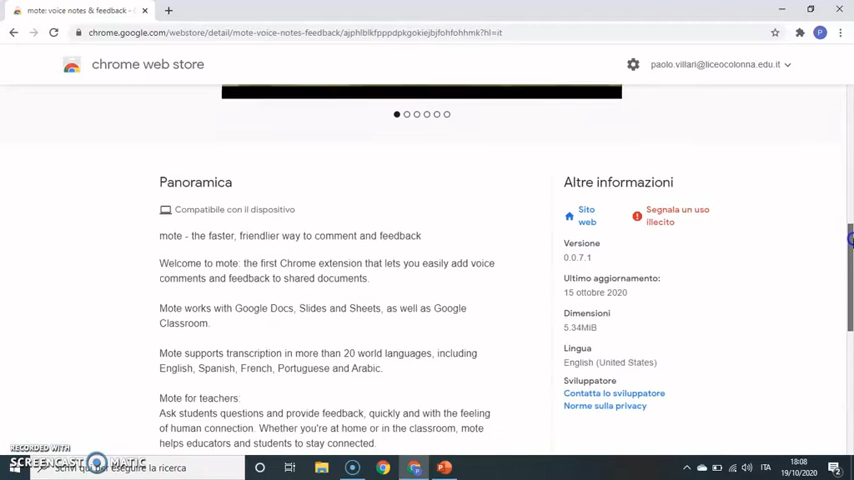 mote: voice notes & feedback - C
chrome.google.com/webstore/detail/mote-voice-notes-feedback/ajphlblkfpppdpkgokiejbjfohfohhmk?hl=it
P
chrome web store
paolo.villari@liceocolonna.edu.it
Panoramica
Altre informazioni
Compatibile con il dispositivo
Sito
web
Segnala un uso
illecito
mote - the faster, friendlier way to comment and feedback
Versione
0.0.7.1
Welcome to mote: the first Chrome extension that lets you easily add voice
comments and feedback to shared documents.
Ultimo aggiornamento:
15 ottobre 2020
Mote works with Google Docs, Slides and Sheets, as well as Google
Classroom.
Dimensioni
5.34MiB
Mote supports transcription in more than 20 world languages, including
English, Spanish, French, Portuguese and Arabic.
Lingua
English (United States)
Sviluppatore
Contatta lo sviluppatore
Norme sulla privacy
Mote for teachers:
Ask students questions and provide feedback, quickly and with the feeling
of human connection. Whether you're at home or in the classroom, mote
helps educators and students to stay connected.
RECORDED WITH
SCREENCAST MATIC
Scrivi qui per eseguire la ricerca
ITA
18:08
19/10/2020
2